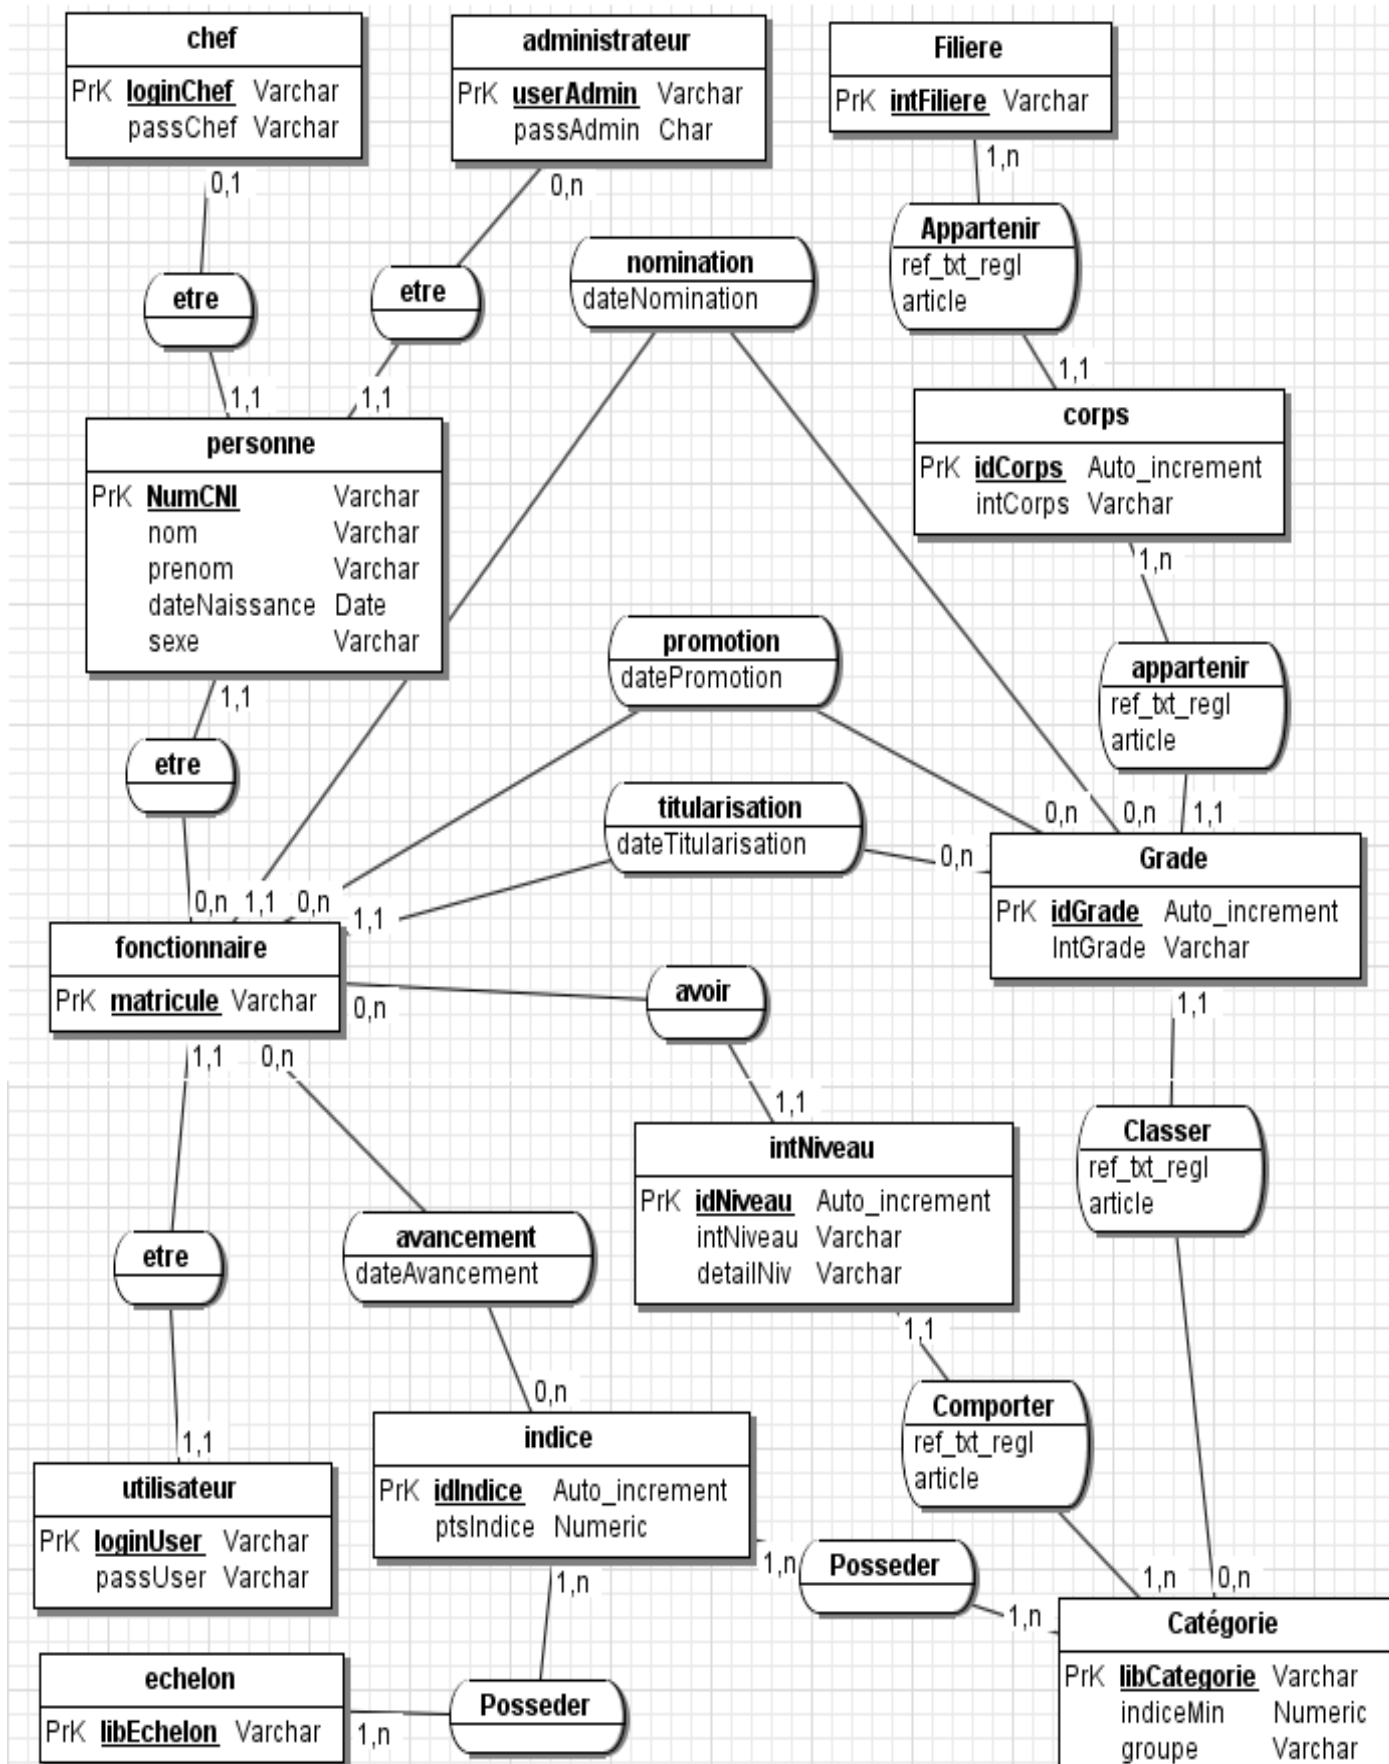 chef
PrK loginChef Varchar
passChef Varchar
administrateur
PrK userAdmin Varchar
passAdmin Char
Filiere
PrK intFiliere Varchar
0,1
0,n
1,n
etre
etre
nomination
dateNomination
Appartenir
ref_txt_regl
article
1,1
1,1
1,1
personne
PrK NumCNI Varchar
nom Varchar
prenom Varchar
dateNaissance Date
sexe Varchar
corps
PrK idCorps Auto_increment
intCorps Varchar
1,n
1,1
promotion
datePromotion
appartenir
ref_txt_regl
article
etre
titularisation
dateTitularisation
0,n
0,n
1,1
0,n
0,n
1,1
0,n
1,1
Grade
PrK idGrade Auto_increment
IntGrade Varchar
fonctionnaire
PrK matricule Varchar
0,n
avoir
1,1
1,1
0,n
1,1
intNiveau
PrK idNiveau Auto_increment
intNiveau Varchar
detailNiv Varchar
Classer
ref_txt_regl
article
etre
avancement
dateAvancement
1,1
0,n
1,1
Comporter
ref_txt_regl
article
indice
PrK idIndice Auto_increment
ptsIndice Numeric
utilisateur
PrK loginUser Varchar
passUser Varchar
1,n
1,n
Posseder
1,n
1,n
0,n
Catégorie
PrK libCategorie Varchar
indiceMin Numeric
groupe Varchar
echelon
PrK libEchelon Varchar
1,n
Posseder